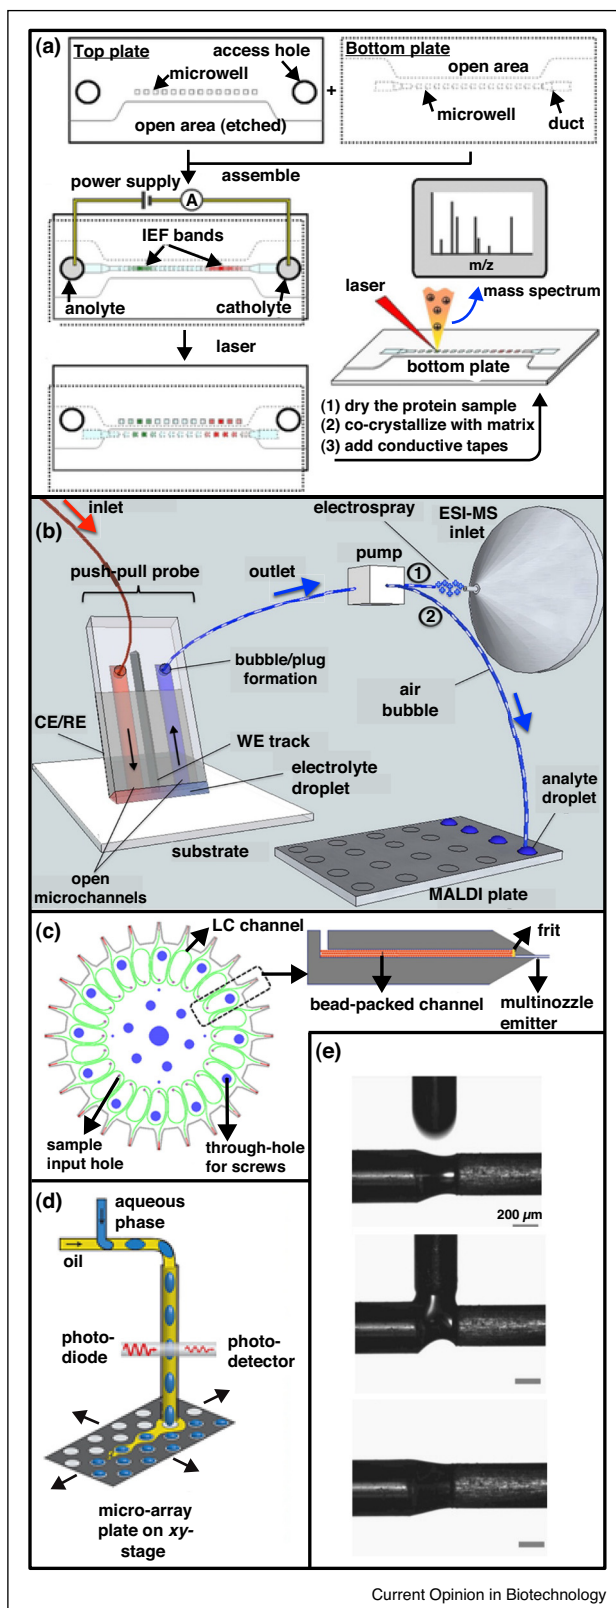 (a)
Top plate
access hole
microwell
open area (etched)
+
Bottom plate
open area
microwell
duct
assemble
power supply
A
IEF bands
anolyte
catholyte
laser
m/z
mass spectrum
laser
bottom plate
(1) dry the protein sample
(2) co-crystallize with matrix
(3) add conductive tapes
(b)
inlet
push-pull probe
outlet
pump
electrospray
ESI-MS
inlet
1
2
bubble/plug
formation
air
bubble
CE/RE
WE track
electrolyte
droplet
analyte
droplet
substrate
open
microchannels
MALDI plate
(c)
LC channel
frit
bead-packed channel
multinozzle
emitter
sample
input hole
through-hole
for screws
(d)
aqueous
phase
oil
photo-
diode
photo-
detector
micro-array
plate on xy-
stage
(e)
200 µm
Current Opinion in Biotechnology